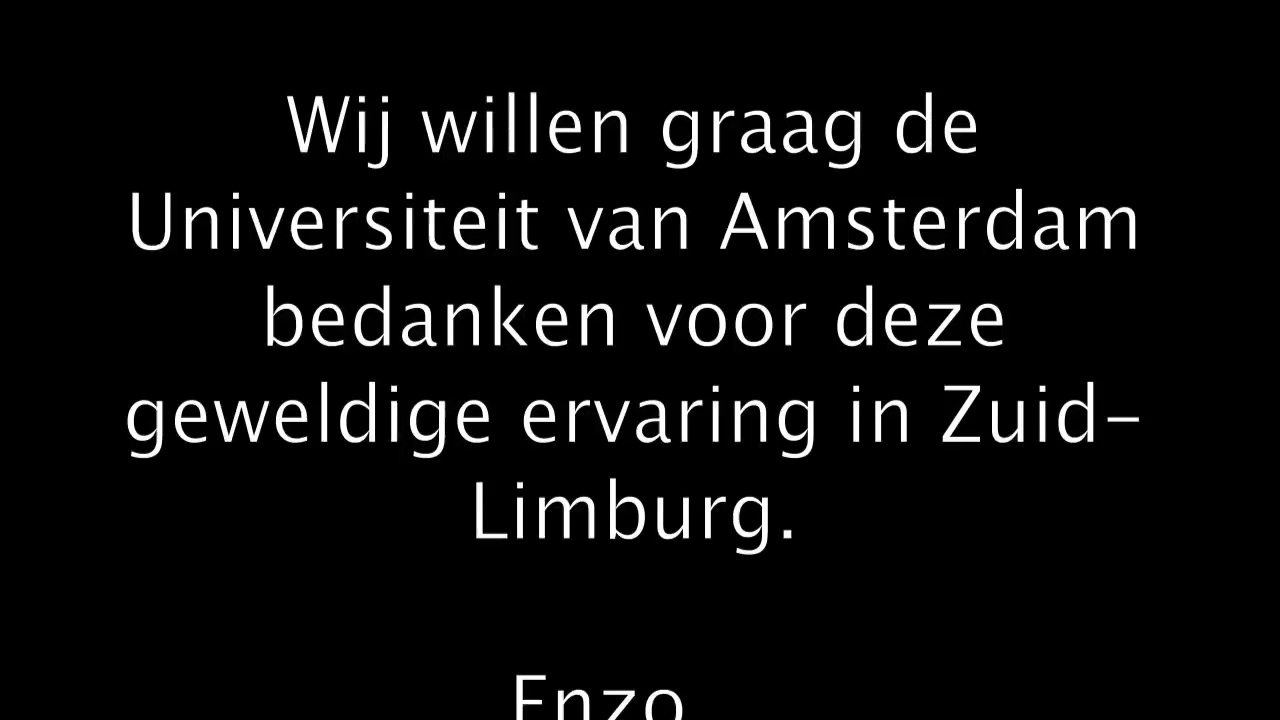 Wij willen graag de
Universiteit van Amsterdam
bedanken voor deze
geweldige ervaring in Zuid-
Limburg.
Enzo